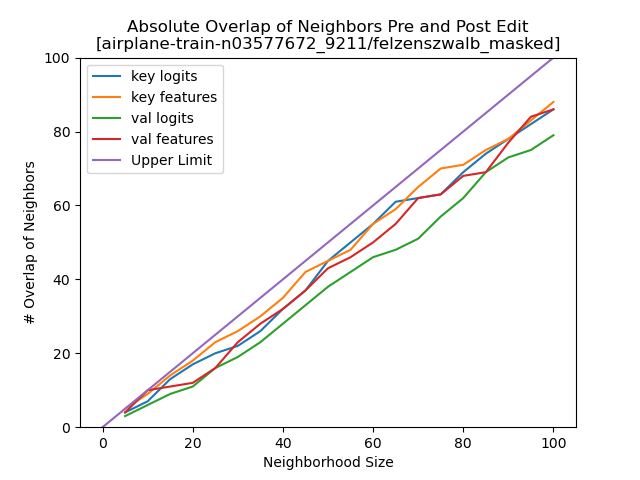 Absolute Overlap of Neighbors Pre and Post Edit
[airplane-train-n03577672_9211/felzenszwalb_masked]
key logits
key features
val logits
val features
Upper Limit
# Overlap of Neighbors
100
80
60
40
20
0
0 20 40 60 80 100
Neighborhood Size